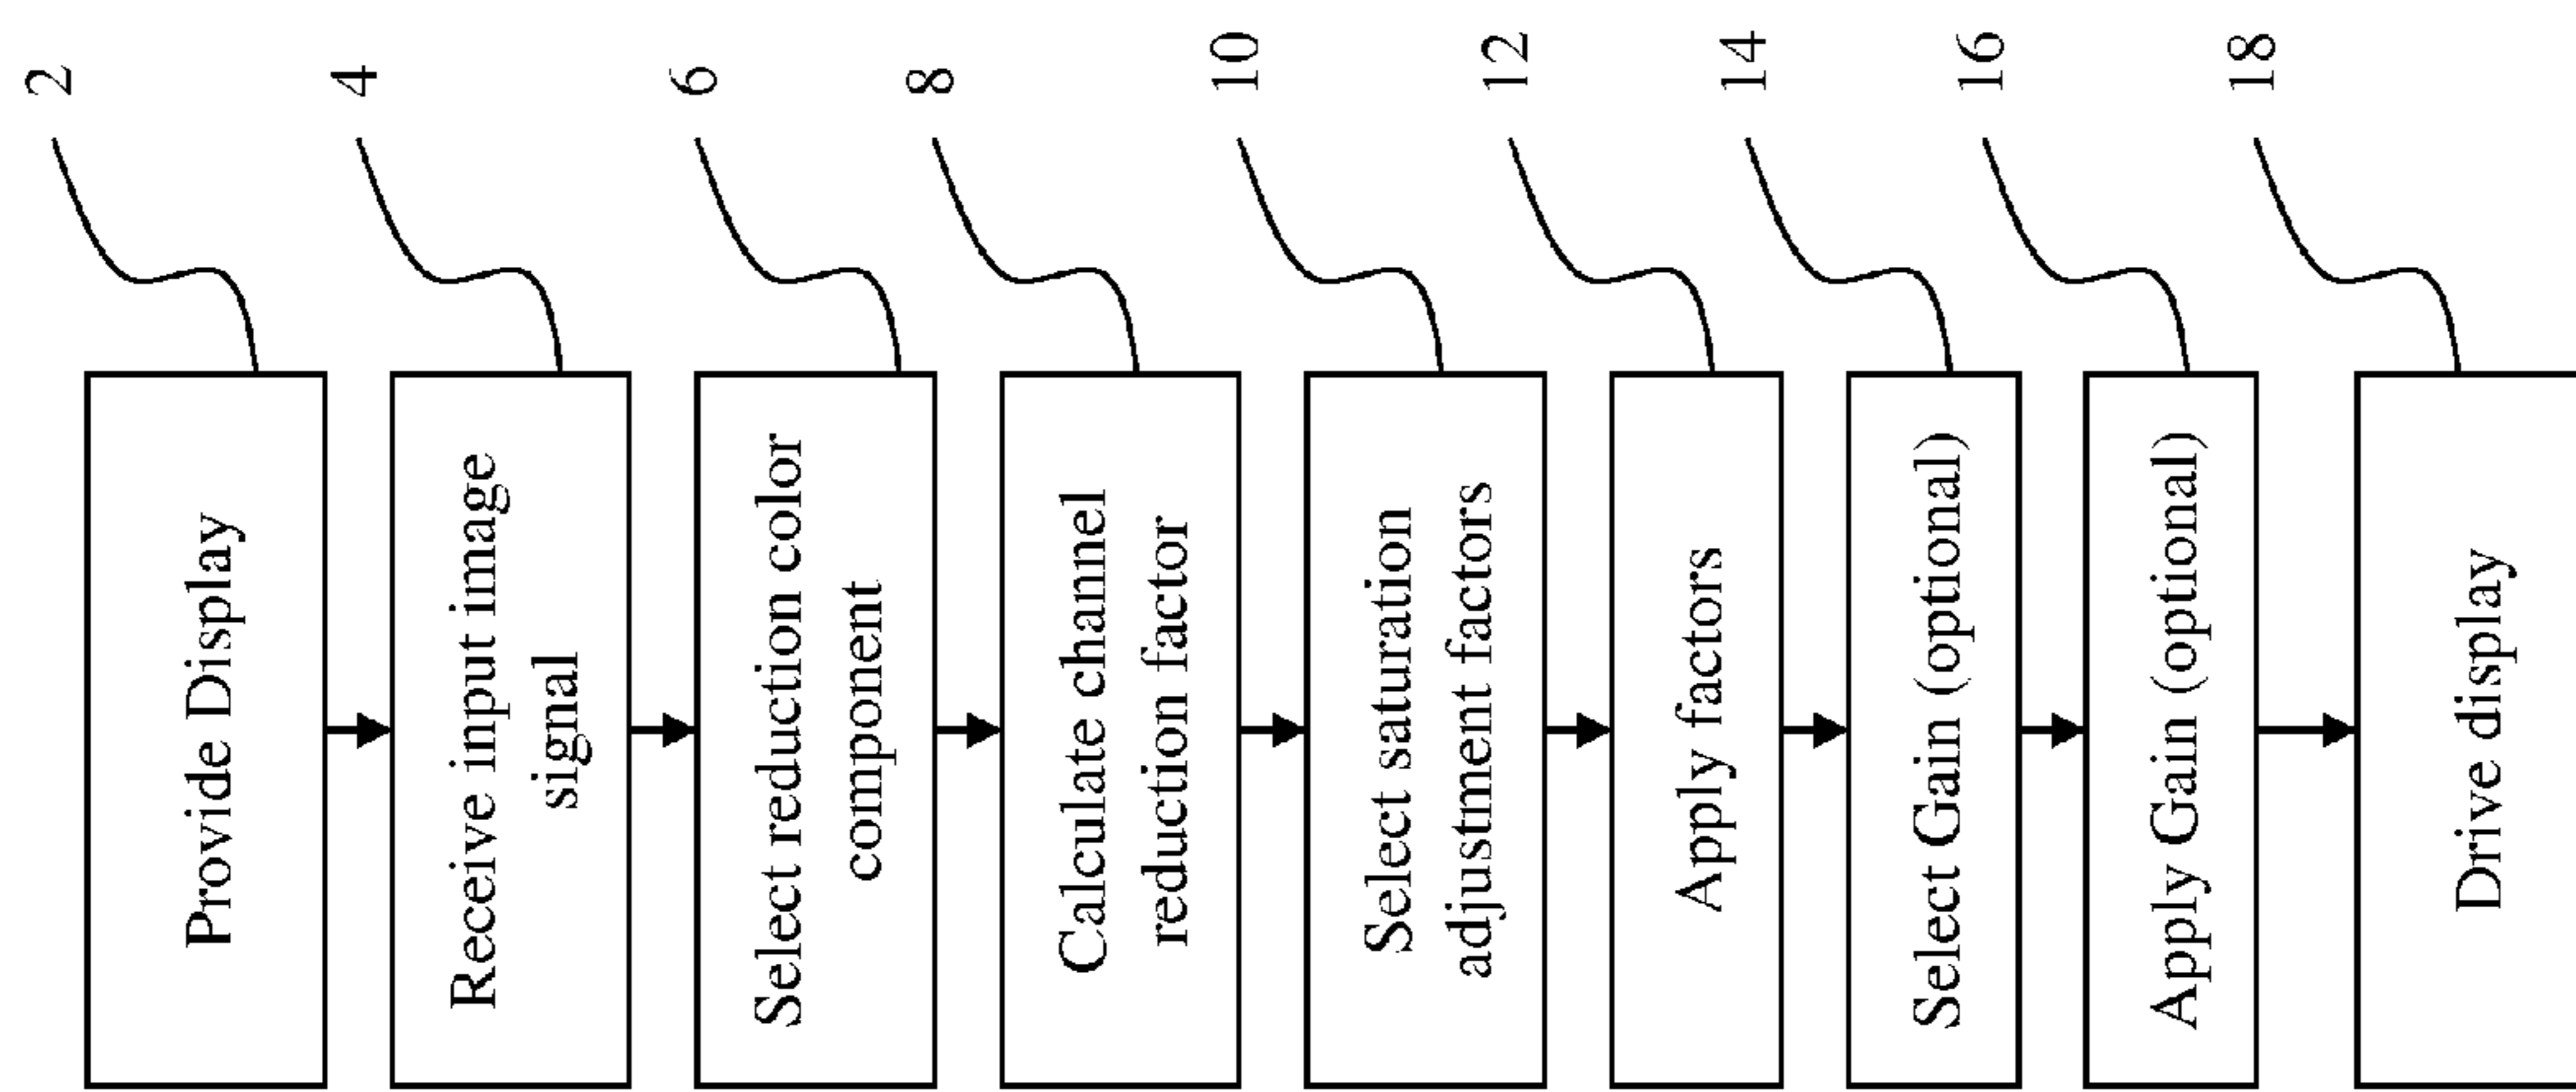 Provide Display
2
Receive input image
signal
4
Select reduction color
component
6
Calculate channel
reduction factor
8
Select saturation
adjustment factors
10
Apply factors
12
Select Gain (optional)
14
Apply Gain (optional)
16
Drive display
18